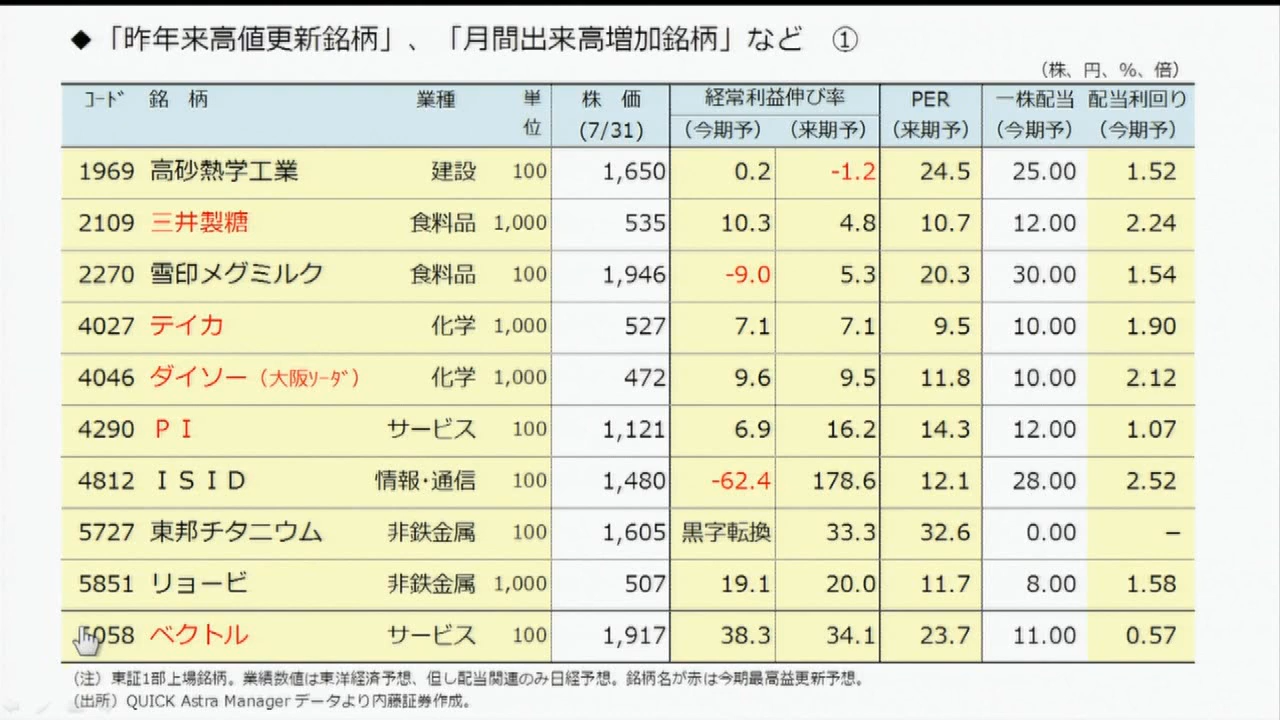 ◆「昨年来高値更新銘柄」、「月間出来高増加銘柄」など ①
（株、円、%、倍）
ｺｰﾄﾞ 銘 柄 業種 単位 株 価 (7/31) 経常利益伸び率 （今期予） （来期予） PER （来期予） 一株配当 （今期予） 配当利回り （今期予）
1969 高砂熱学工業 建設 100 1,650 0.2 -1.2 24.5 25.00 1.52
2109 三井製糖 食料品 1,000 535 10.3 4.8 10.7 12.00 2.24
2270 雪印メグミルク 食料品 100 1,946 -9.0 5.3 20.3 30.00 1.54
4027 テイカ 化学 1,000 527 7.1 7.1 9.5 10.00 1.90
4046 ダイソー（大阪ｿｰﾀﾞ） 化学 1,000 472 9.6 9.5 11.8 10.00 2.12
4290 ＰＩ サービス 100 1,121 6.9 16.2 14.3 12.00 1.07
4812 ＩＳＩＤ 情報･通信 100 1,480 -62.4 178.6 12.1 28.00 2.52
5727 東邦チタニウム 非鉄金属 100 1,605 黒字転換 33.3 32.6 0.00 –
5851 リョービ 非鉄金属 1,000 507 19.1 20.0 11.7 8.00 1.58
058 ベクトル サービス 100 1,917 38.3 34.1 23.7 11.00 0.57
（注）東証1部上場銘柄。業績数値は東洋経済予想、但し配当関連のみ日経予想。銘柄名が赤は今期最高益更新予想。
（出所）QUICK Astra Managerデータより内藤証券作成。